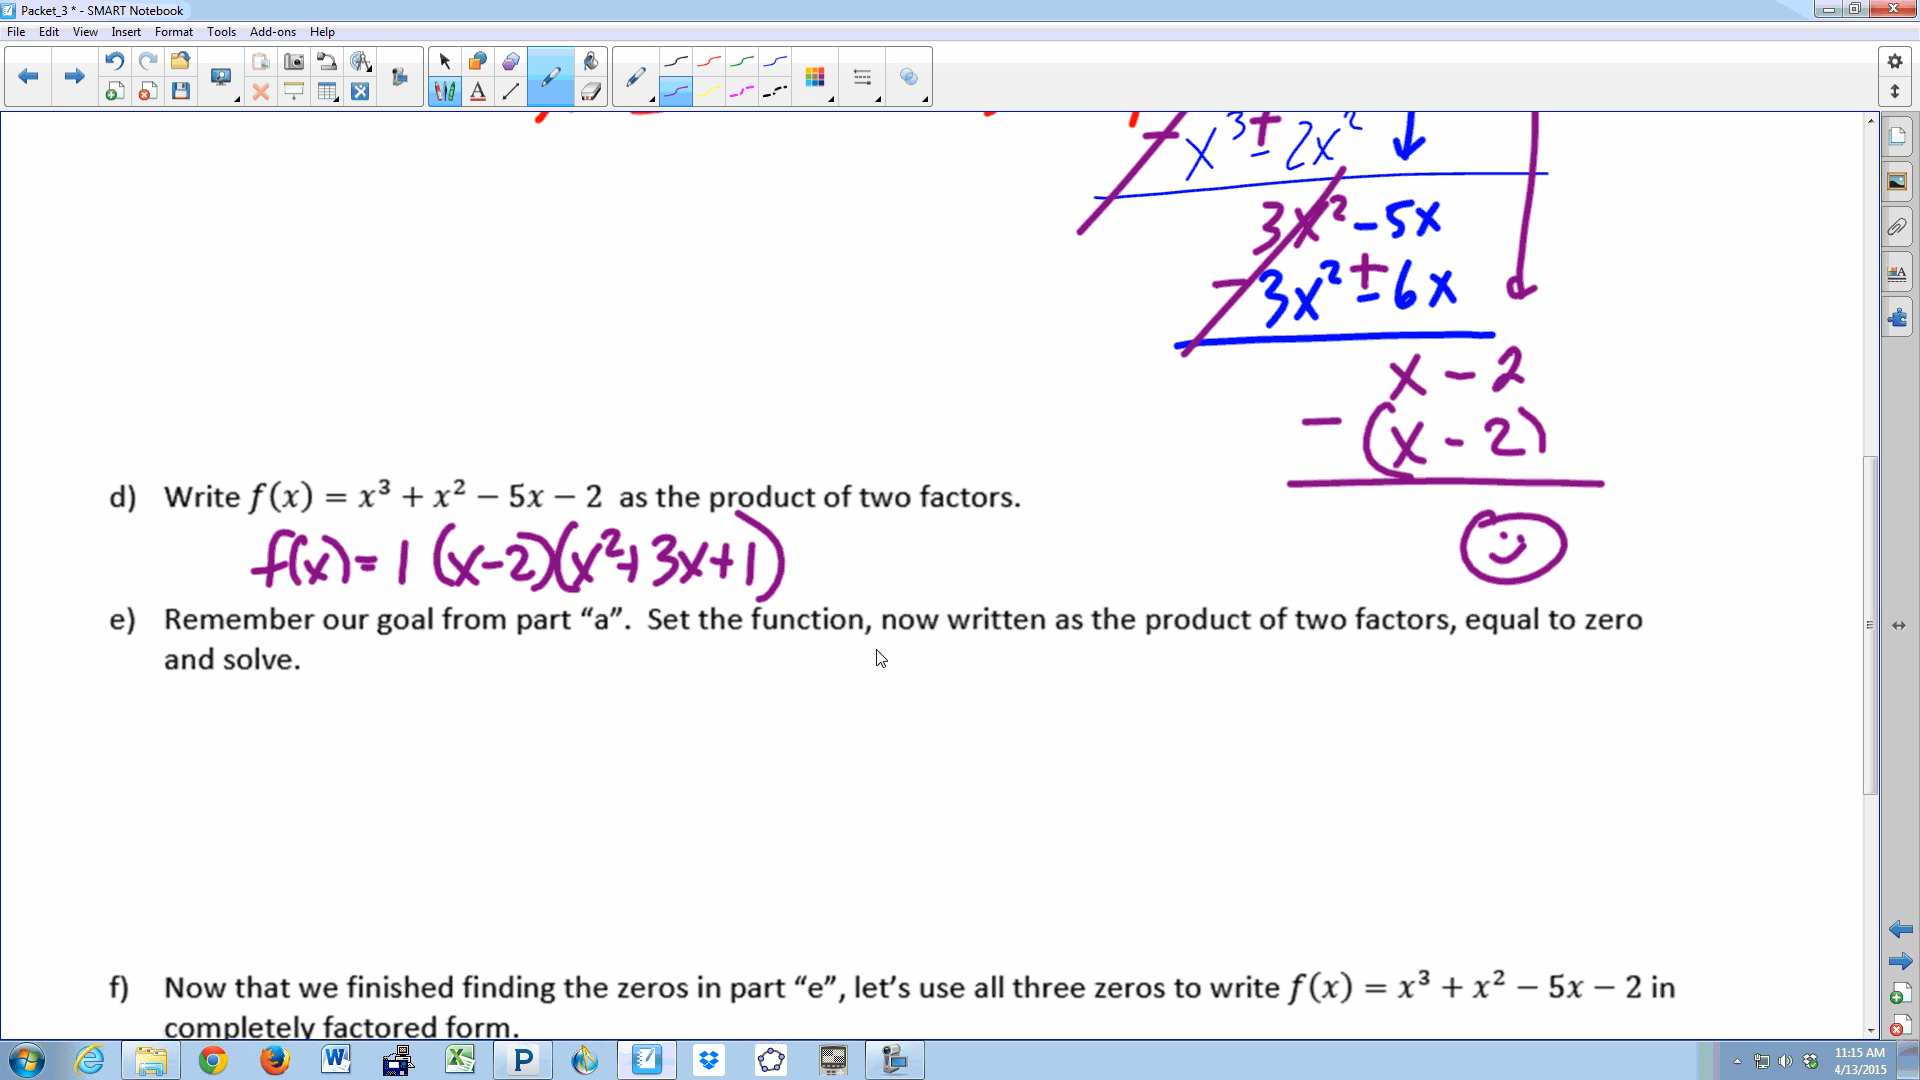 Packet_3 * - SMART Notebook
File Edit View Insert Format Tools Add-ons Help
x³ ± 2x²
3x² - 5x
- 3x² ± 6x
x - 2
- (x - 2)
d) Write f(x) = x³ + x² − 5x − 2 as the product of two factors.
f(x) = 1 (x-2)(x²+3x+1)
e) Remember our goal from part “a”. Set the function, now written as the product of two factors, equal to zero
and solve.
f) Now that we finished finding the zeros in part “e”, let’s use all three zeros to write f(x) = x³ + x² − 5x − 2 in
completely factored form.
11:15 AM
4/13/2015